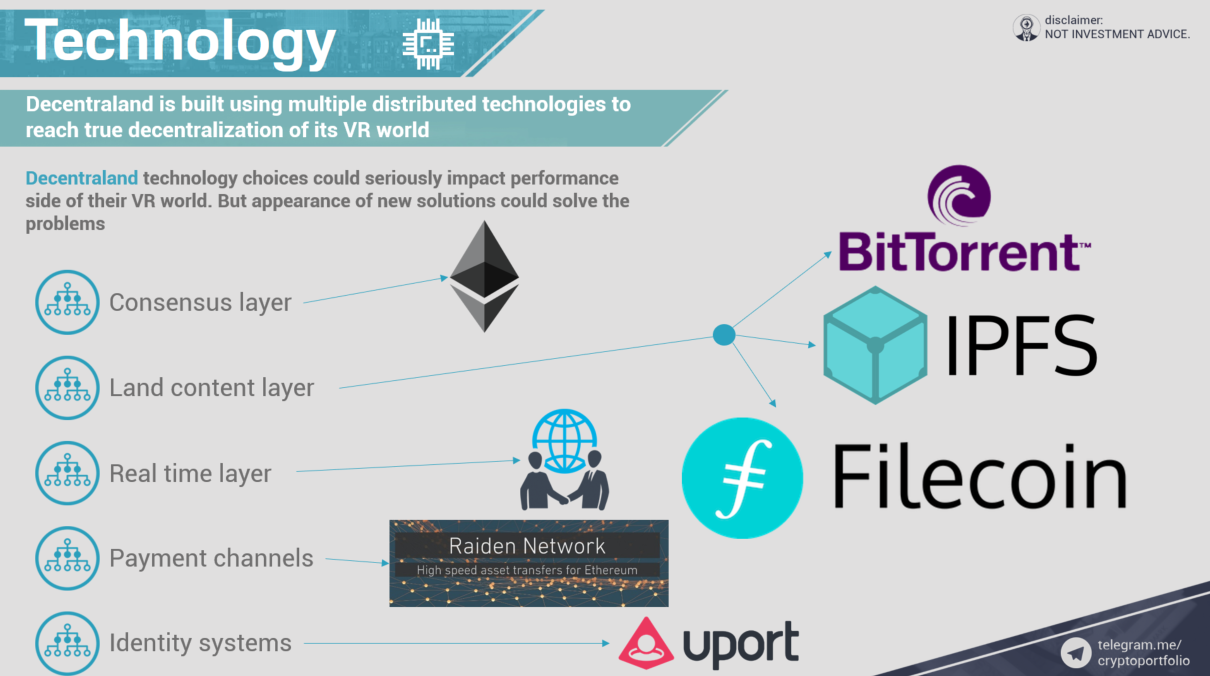 Technology
disclaimer:
NOT INVESTMENT ADVICE.
Decentraland is built using multiple distributed technologies to
reach true decentralization of its VR world
Decentraland technology choices could seriously impact performance
side of their VR world. But appearance of new solutions could solve the
problems
BitTorrent™
Consensus layer
IPFS
Land content layer
Real time layer
Filecoin
Raiden Network
High speed asset transfers for Ethereum
Payment channels
Identity systems
uport
telegram.me/
cryptoportfolio